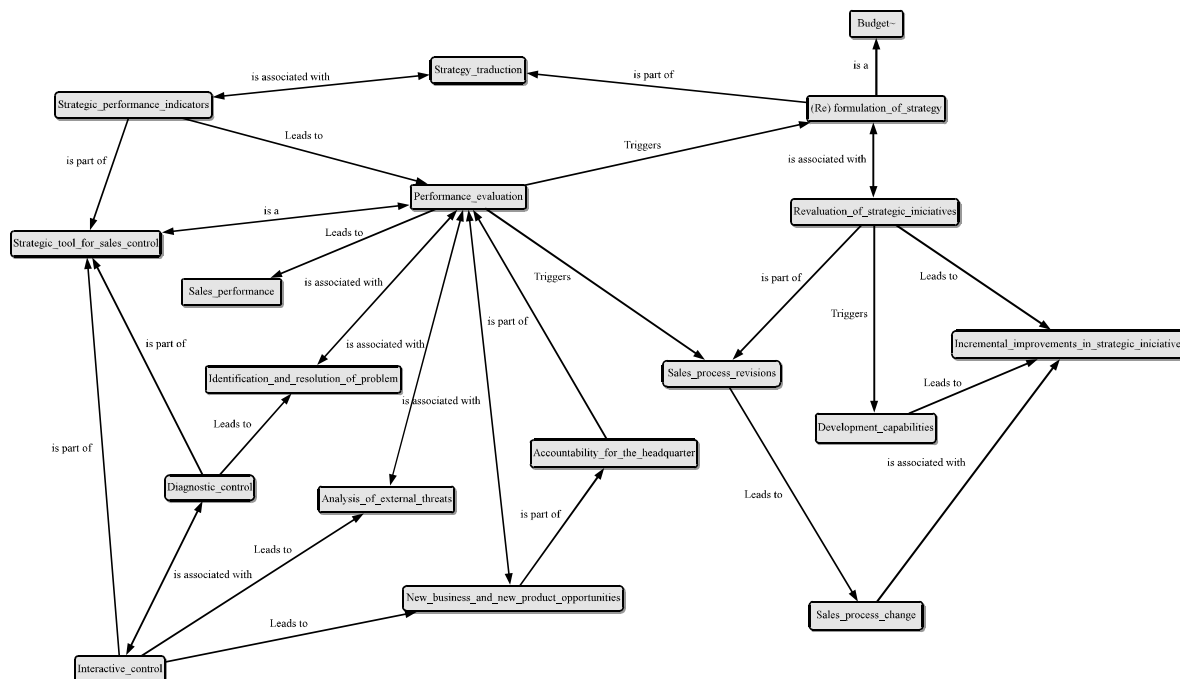 Budget~
is a
Strategy_traduction
is part of
is associated with
Strategic_performance_indicators
(Re) formulation_of_strategy
Leads to
Triggers
is part of
is associated with
Performance_evaluation
is a
Revaluation_of_strategic_iniciatives
Strategic_tool_for_sales_control
Leads to
is associated with
Triggers
is part of
Leads to
Sales_performance
is part of
Triggers
is part of
is associated with
Incremental_improvements_in_strategic_iniciative
Identification_and_resolution_of_problem
Sales_process_revisions
Leads to
is associated with
Leads to
Development_capabilities
is part of
Accountability_for_the_headquarter
is associated with
Diagnostic_control
Analysis_of_external_threats
Leads to
is part of
Leads to
is associated with
New_business_and_new_product_opportunities
Sales_process_change
Leads to
Interactive_control